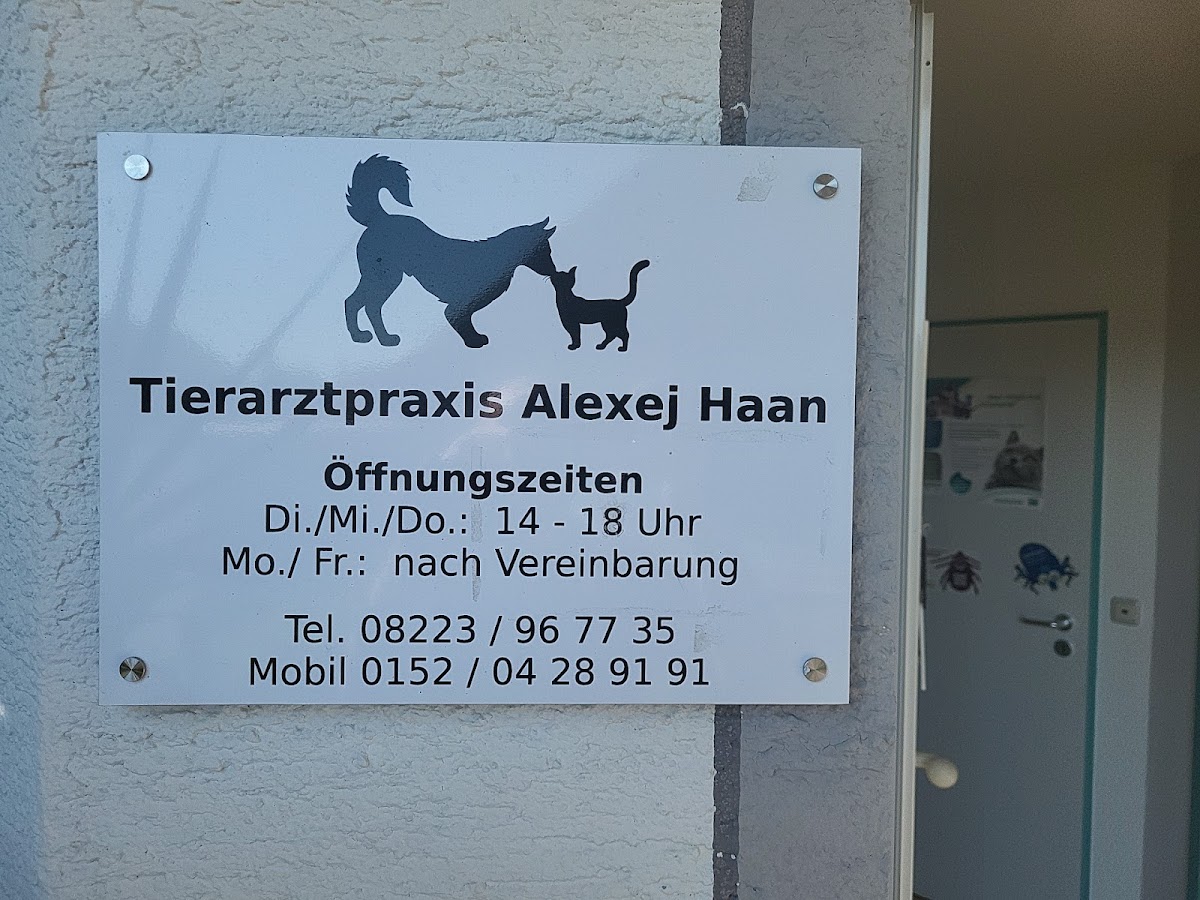 Tierarztpraxis Alexej Haan
Öffnungszeiten
Di./Mi./Do.: 14 - 18 Uhr
Mo./ Fr.: nach Vereinbarung
Tel. 08223 / 96 77 35
Mobil 0152 / 04 28 91 91